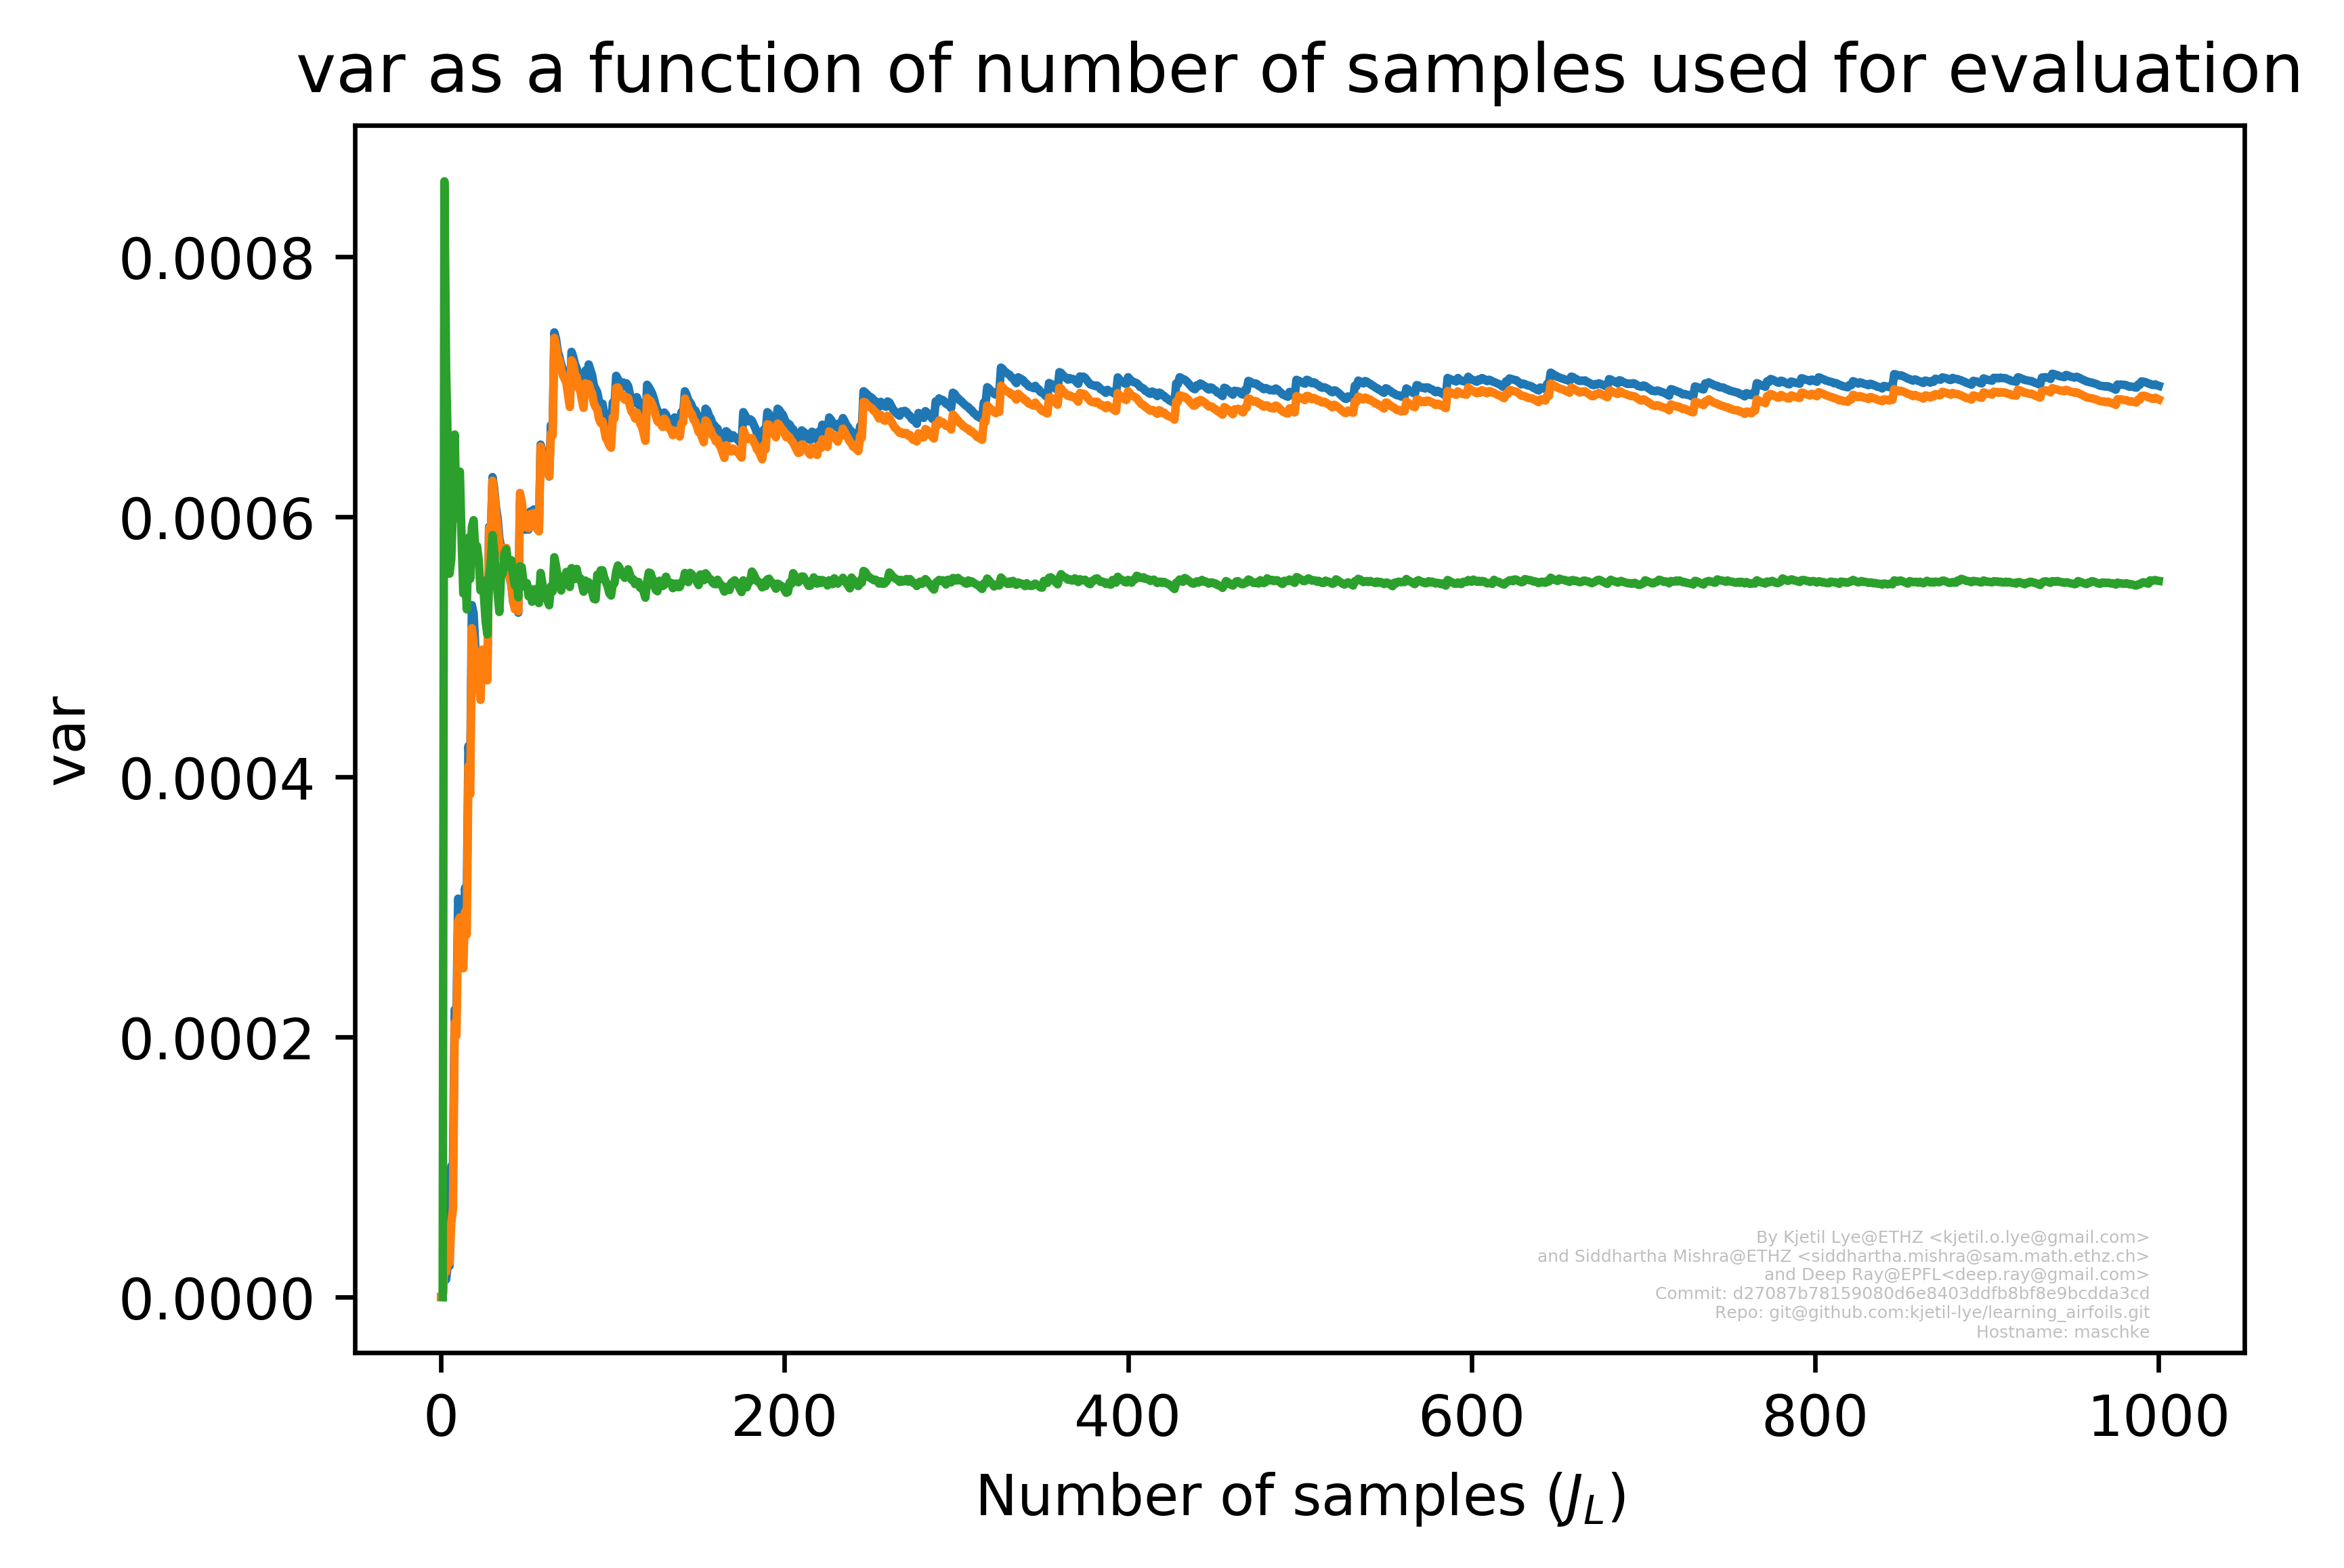 var as a function of number of samples used for evaluation
var
0.0008
0.0006
0.0004
0.0002
0.0000
0
200
400
600
800
1000
Number of samples (J_L)
By Kjetil Lye@ETHZ <kjetil.o.lye@gmail.com>
and Siddhartha Mishra@ETHZ <siddhartha.mishra@sam.math.ethz.ch>
and Deep Ray@EPFL<deep.ray@gmail.com>
Commit: d27087b78159080d6e8403ddfb8bf8e9bcdda3cd
Repo: git@github.com:kjetil-lye/learning_airfoils.git
Hostname: maschke